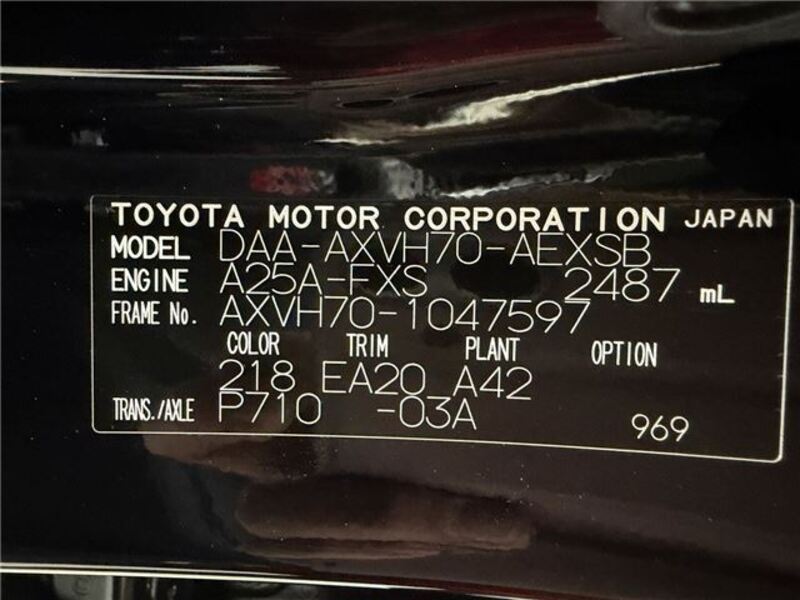 TOYOTA MOTOR CORPORATION JAPAN
MODEL DAA-AXVH70-AEXSB
ENGINE A25A-FXS 2487 mL
FRAME No. AXVH70-1047597
COLOR TRIM PLANT OPTION
218 EA20 A42
TRANS./AXLE P710 -03A 969